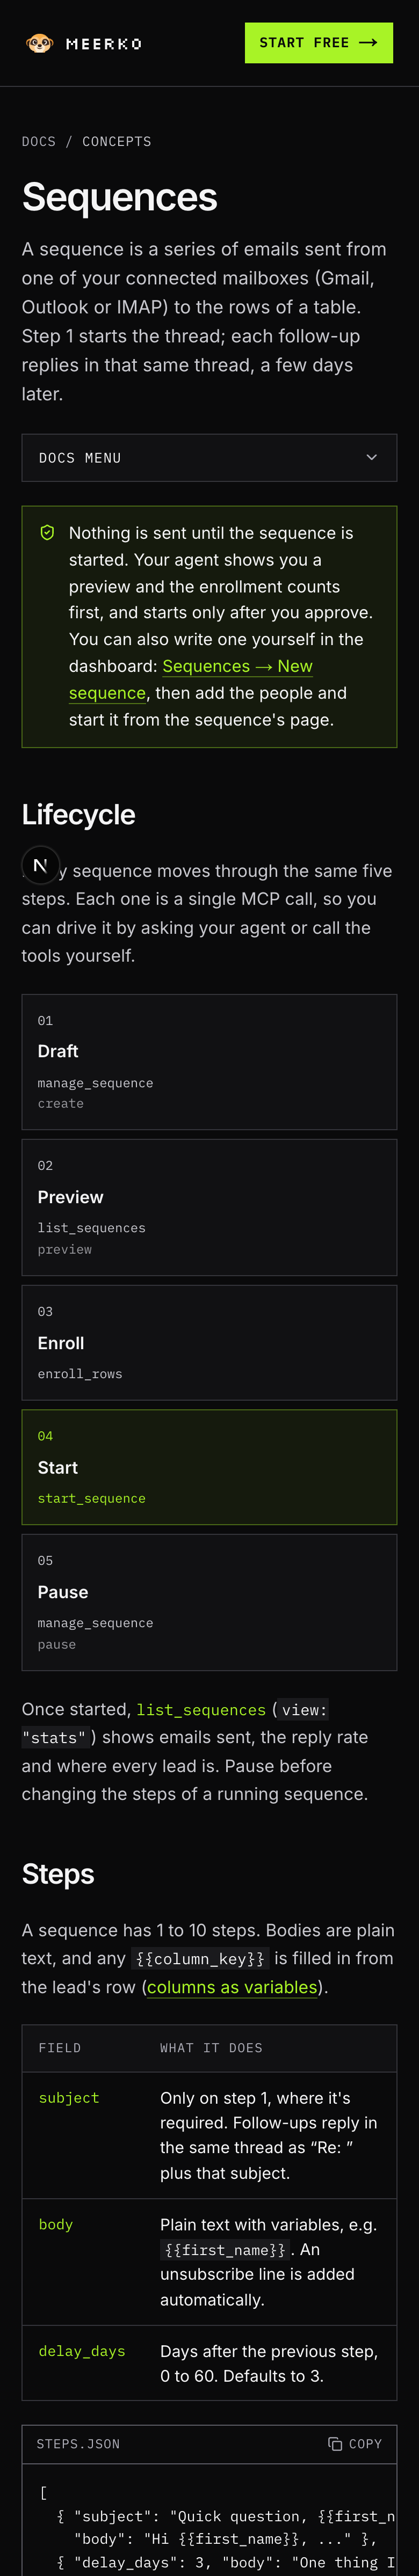 MEERKO
START FREE →
DOCS / CONCEPTS
Sequences
A sequence is a series of emails sent from
one of your connected mailboxes (Gmail,
Outlook or IMAP) to the rows of a table.
Step 1 starts the thread; each follow-up
replies in that same thread, a few days
later.
DOCS MENU
Nothing is sent until the sequence is
started. Your agent shows you a
preview and the enrollment counts
first, and starts only after you approve.
You can also write one yourself in the
dashboard: Sequences → New
sequence, then add the people and
start it from the sequence's page.
Lifecycle
N
y sequence moves through the same five
steps. Each one is a single MCP call, so you
can drive it by asking your agent or call the
tools yourself.
01
Draft
manage_sequence
create
02
Preview
list_sequences
preview
03
Enroll
enroll_rows
04
Start
start_sequence
05
Pause
manage_sequence
pause
Once started, list_sequences (view:
"stats") shows emails sent, the reply rate
and where every lead is. Pause before
changing the steps of a running sequence.
Steps
A sequence has 1 to 10 steps. Bodies are plain
text, and any {{column_key}} is filled in from
the lead's row (columns as variables).
FIELD WHAT IT DOES
subject Only on step 1, where it's
required. Follow-ups reply in
the same thread as “Re: ”
plus that subject.
body Plain text with variables, e.g.
{{first_name}}. An
unsubscribe line is added
automatically.
delay_days Days after the previous step,
0 to 60. Defaults to 3.
STEPS.JSON COPY
[
{ "subject": "Quick question, {{first_n
"body": "Hi {{first_name}}, ..." },
{ "delay_days": 3, "body": "One thing I